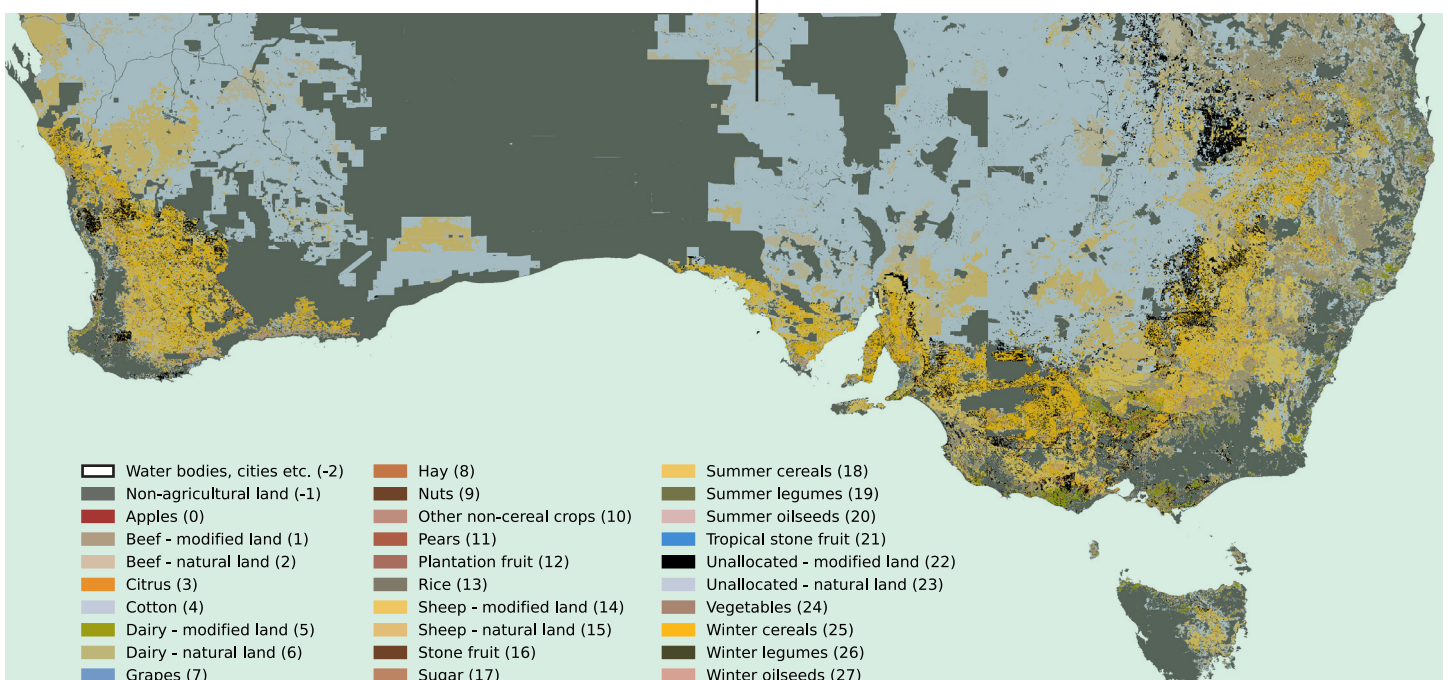 Water bodies, cities etc. (-2)
Non-agricultural land (-1)
Apples (0)
Beef - modified land (1)
Beef - natural land (2)
Citrus (3)
Cotton (4)
Dairy - modified land (5)
Dairy - natural land (6)
Grapes (7)
Hay (8)
Nuts (9)
Other non-cereal crops (10)
Pears (11)
Plantation fruit (12)
Rice (13)
Sheep - modified land (14)
Sheep - natural land (15)
Stone fruit (16)
Sugar (17)
Summer cereals (18)
Summer legumes (19)
Summer oilseeds (20)
Tropical stone fruit (21)
Unallocated - modified land (22)
Unallocated - natural land (23)
Vegetables (24)
Winter cereals (25)
Winter legumes (26)
Winter oilseeds (27)